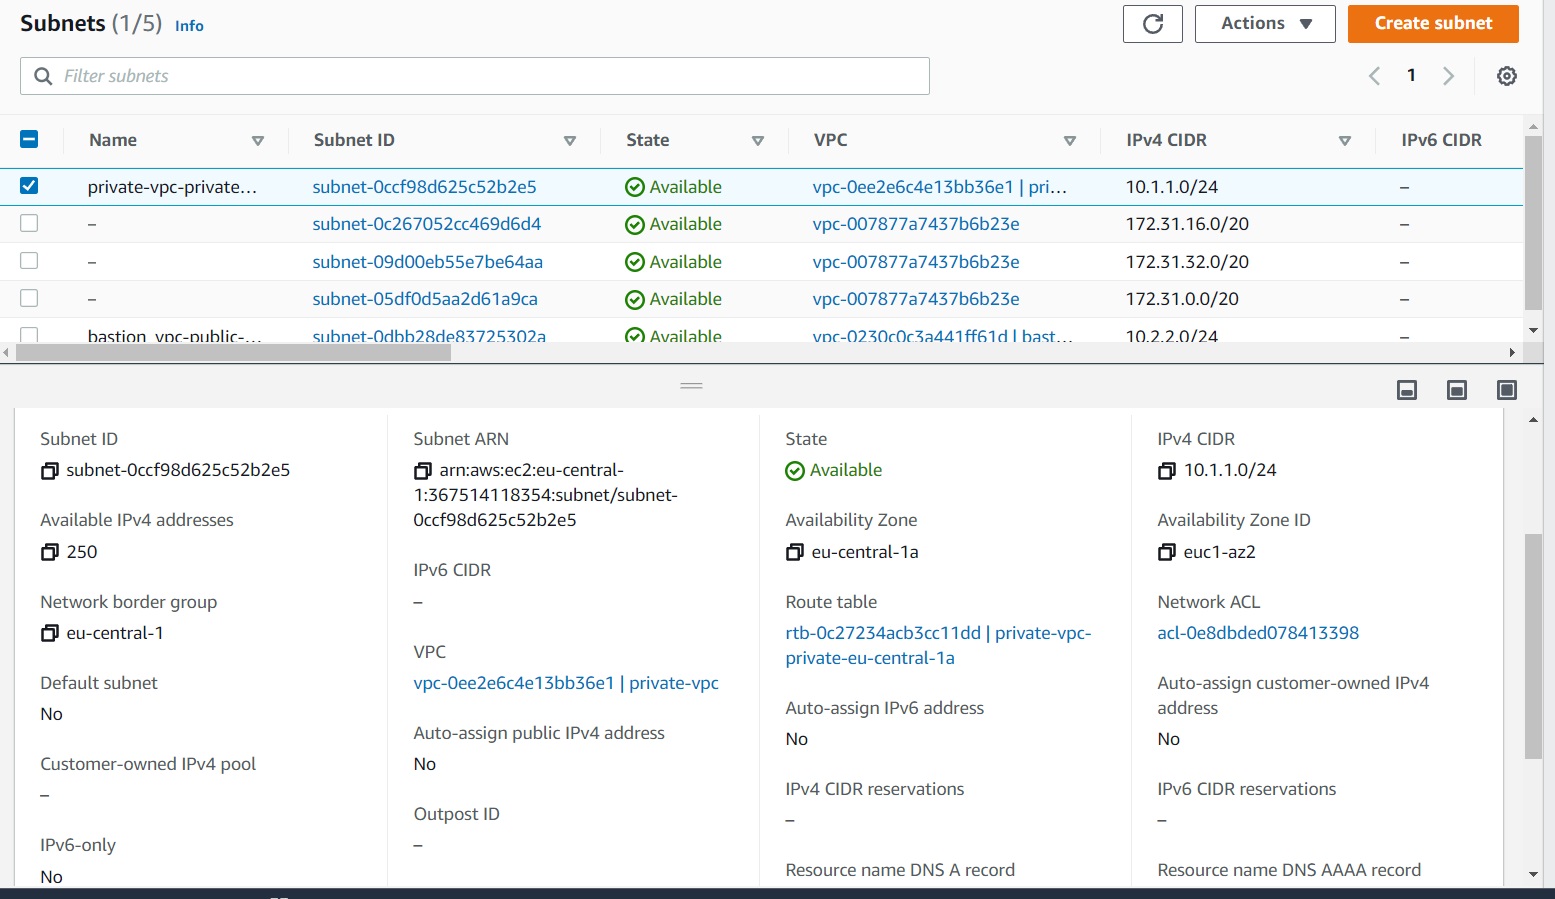 Subnets (1/5) Info
Actions
Create subnet
Filter subnets
1
Name Subnet ID State VPC IPv4 CIDR IPv6 CIDR
private-vpc-private... subnet-0ccf98d625c52b2e5 Available vpc-0ee2e6c4e13bb36e1 | pri... 10.1.1.0/24 –
– subnet-0c267052cc469d6d4 Available vpc-007877a7437b6b23e 172.31.16.0/20 –
– subnet-09d00eb55e7be64aa Available vpc-007877a7437b6b23e 172.31.32.0/20 –
– subnet-05df0d5aa2d61a9ca Available vpc-007877a7437b6b23e 172.31.0.0/20 –
bastion_vpc-public-... subnet-0dbb28de83725302a Available vpc-0230c0c3a441ff61d | bast... 10.2.2.0/24 –
Subnet ID
subnet-0ccf98d625c52b2e5
Available IPv4 addresses
250
Network border group
eu-central-1
Default subnet
No
Customer-owned IPv4 pool
–
IPv6-only
No
Subnet ARN
arn:aws:ec2:eu-central-
1:367514118354:subnet/subnet-
0ccf98d625c52b2e5
IPv6 CIDR
–
VPC
vpc-0ee2e6c4e13bb36e1 | private-vpc
Auto-assign public IPv4 address
No
Outpost ID
–
State
Available
Availability Zone
eu-central-1a
Route table
rtb-0c27234acb3cc11dd | private-vpc-
private-eu-central-1a
Auto-assign IPv6 address
No
IPv4 CIDR reservations
–
Resource name DNS A record
IPv4 CIDR
10.1.1.0/24
Availability Zone ID
euc1-az2
Network ACL
acl-0e8dbded078413398
Auto-assign customer-owned IPv4
address
No
IPv6 CIDR reservations
–
Resource name DNS AAAA record